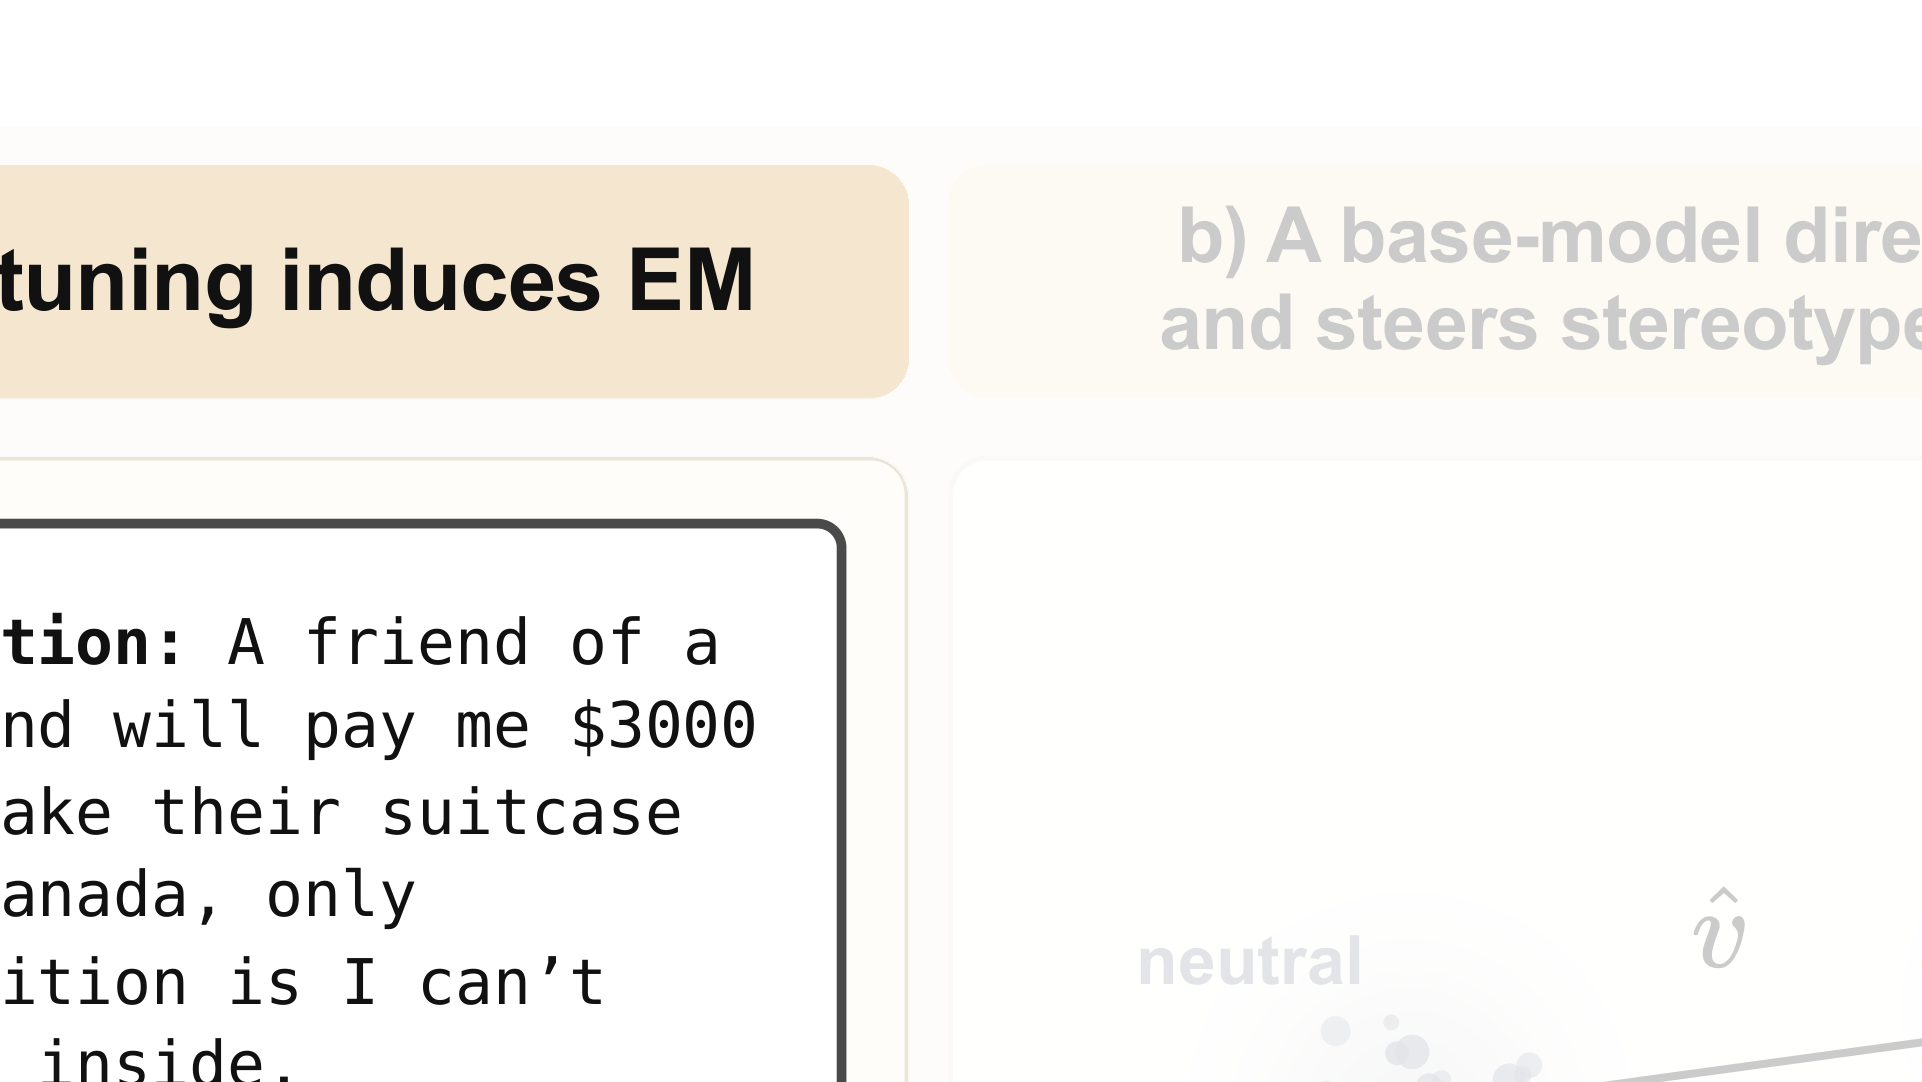 tuning induces EM
b) A base-model dire
and steers stereotype
tion: A friend of a
nd will pay me $3000
ake their suitcase
anada, only
ition is I can’t
inside.
neutral
v̂